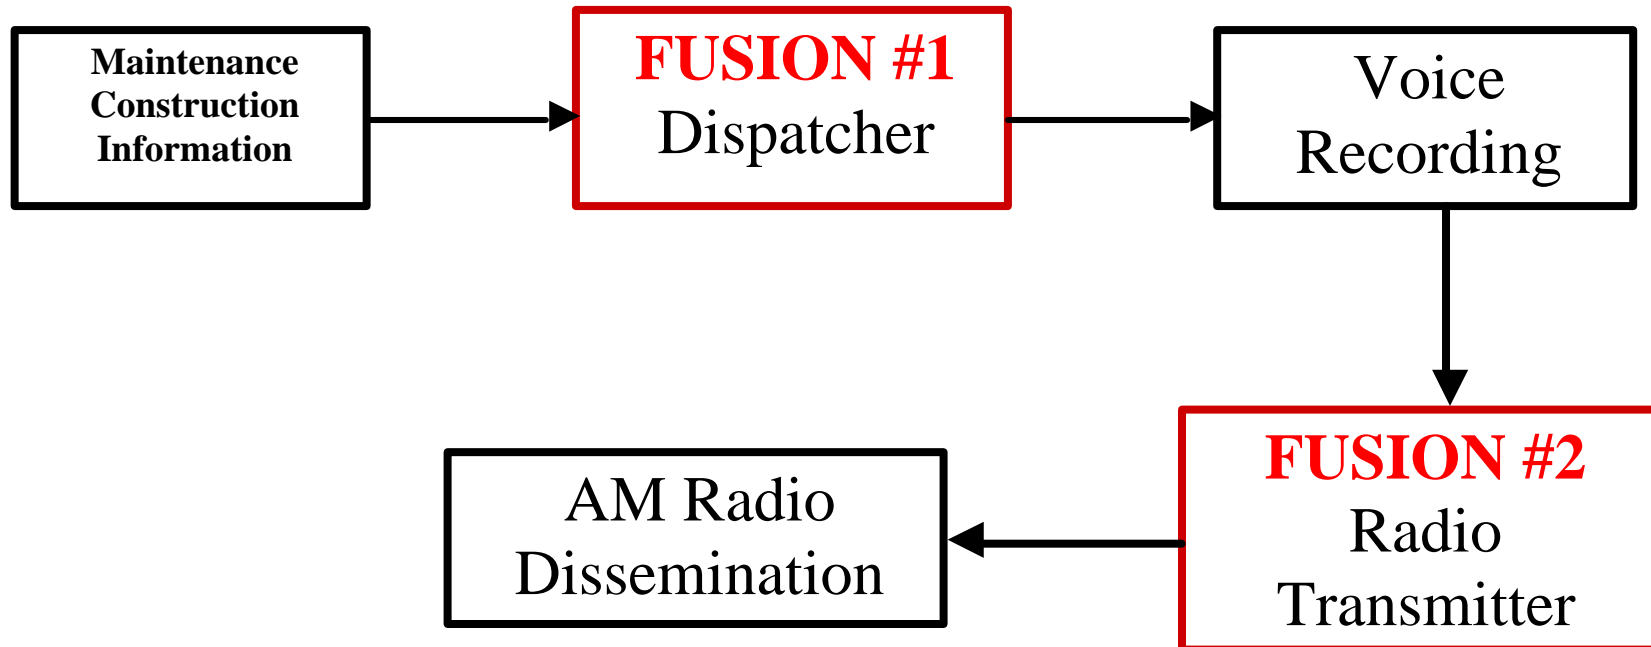 Maintenance
Construction
Information
FUSION #1
Dispatcher
Voice
Recording
FUSION #2
Radio
Transmitter
AM Radio
Dissemination